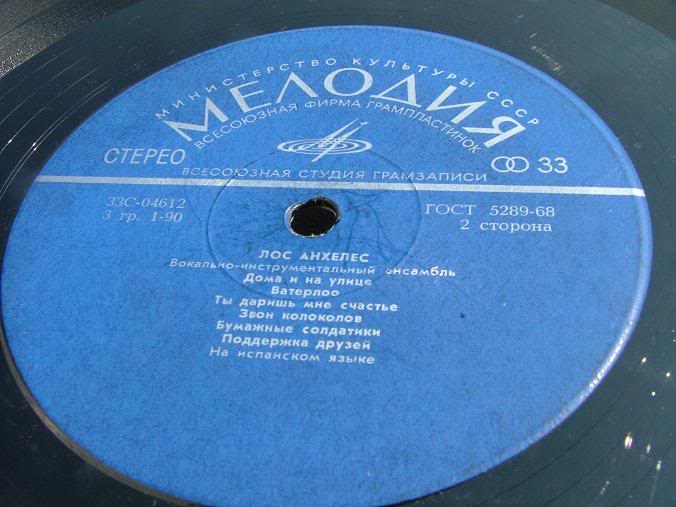 МИНИСТЕРСТВО КУЛЬТУРЫ СССР
МЕЛОДИЯ
ВСЕСОЮЗНАЯ ФИРМА ГРАМПЛАСТИНОК
СТЕРЕО
33
ВСЕСОЮЗНАЯ СТУДИЯ ГРАМЗАПИСИ
33С-04612
ГОСТ 5289-68
3 гр. 1-90
2 сторона
ЛОС АНХЕЛЕС
Вокально-инструментальный ансамбль
Дома и на улице
Ватерлоо
Ты даришь мне счастье
Звон колоколов
Бумажные солдатики
Поддержка друзей
На испанском языке